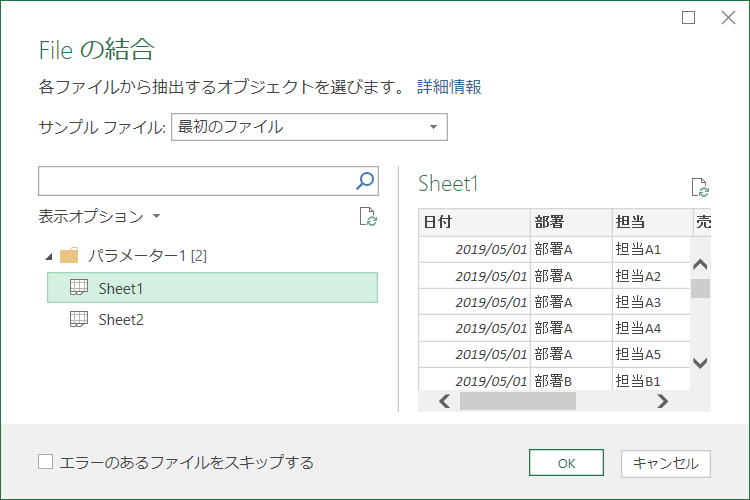 File の結合
各ファイルから抽出するオブジェクトを選びます。 詳細情報
サンプル ファイル: 最初のファイル
表示オプション
パラメーター1 [2]
Sheet1
Sheet2
Sheet1
日付 部署 担当 売
2019/05/01 部署A 担当A1
2019/05/01 部署A 担当A2
2019/05/01 部署A 担当A3
2019/05/01 部署A 担当A4
2019/05/01 部署A 担当A5
2019/05/01 部署B 担当B1
エラーのあるファイルをスキップする
OK キャンセル